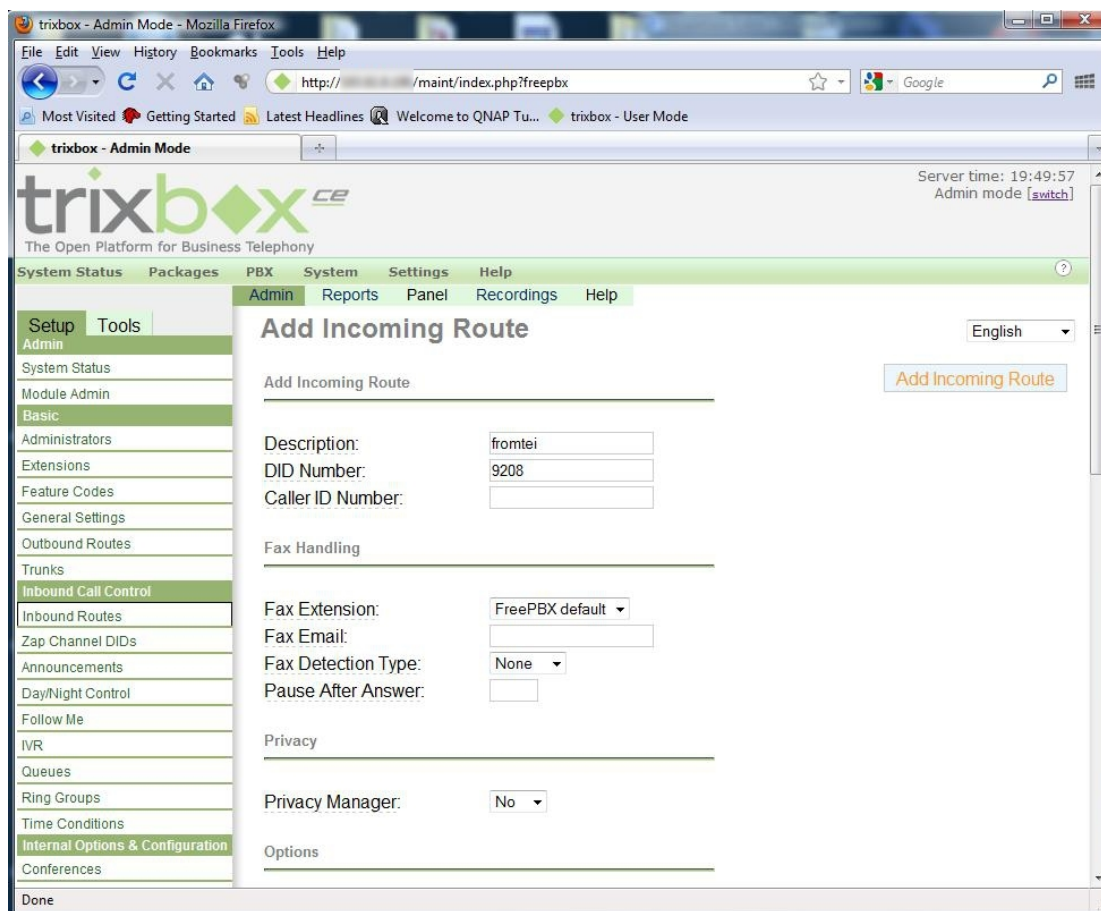 trixbox - Admin Mode - Mozilla Firefox
File Edit View History Bookmarks Tools Help
http:// /maint/index.php?freepbx
Google
Most Visited Getting Started Latest Headlines Welcome to QNAP Tu... trixbox - User Mode
trixbox - Admin Mode
Server time: 19:49:57
Admin mode [switch]
trixbox CE
The Open Platform for Business Telephony
System Status Packages PBX System Settings Help ?
Admin Reports Panel Recordings Help
Setup Tools
Admin
System Status
Module Admin
Basic
Administrators
Extensions
Feature Codes
General Settings
Outbound Routes
Trunks
Inbound Call Control
Inbound Routes
Zap Channel DIDs
Announcements
Day/Night Control
Follow Me
IVR
Queues
Ring Groups
Time Conditions
Internal Options & Configuration
Conferences
Add Incoming Route
English
Add Incoming Route
Add Incoming Route
Description: fromtei
DID Number: 9208
Caller ID Number:
Fax Handling
Fax Extension: FreePBX default
Fax Email:
Fax Detection Type: None
Pause After Answer:
Privacy
Privacy Manager: No
Options
Done